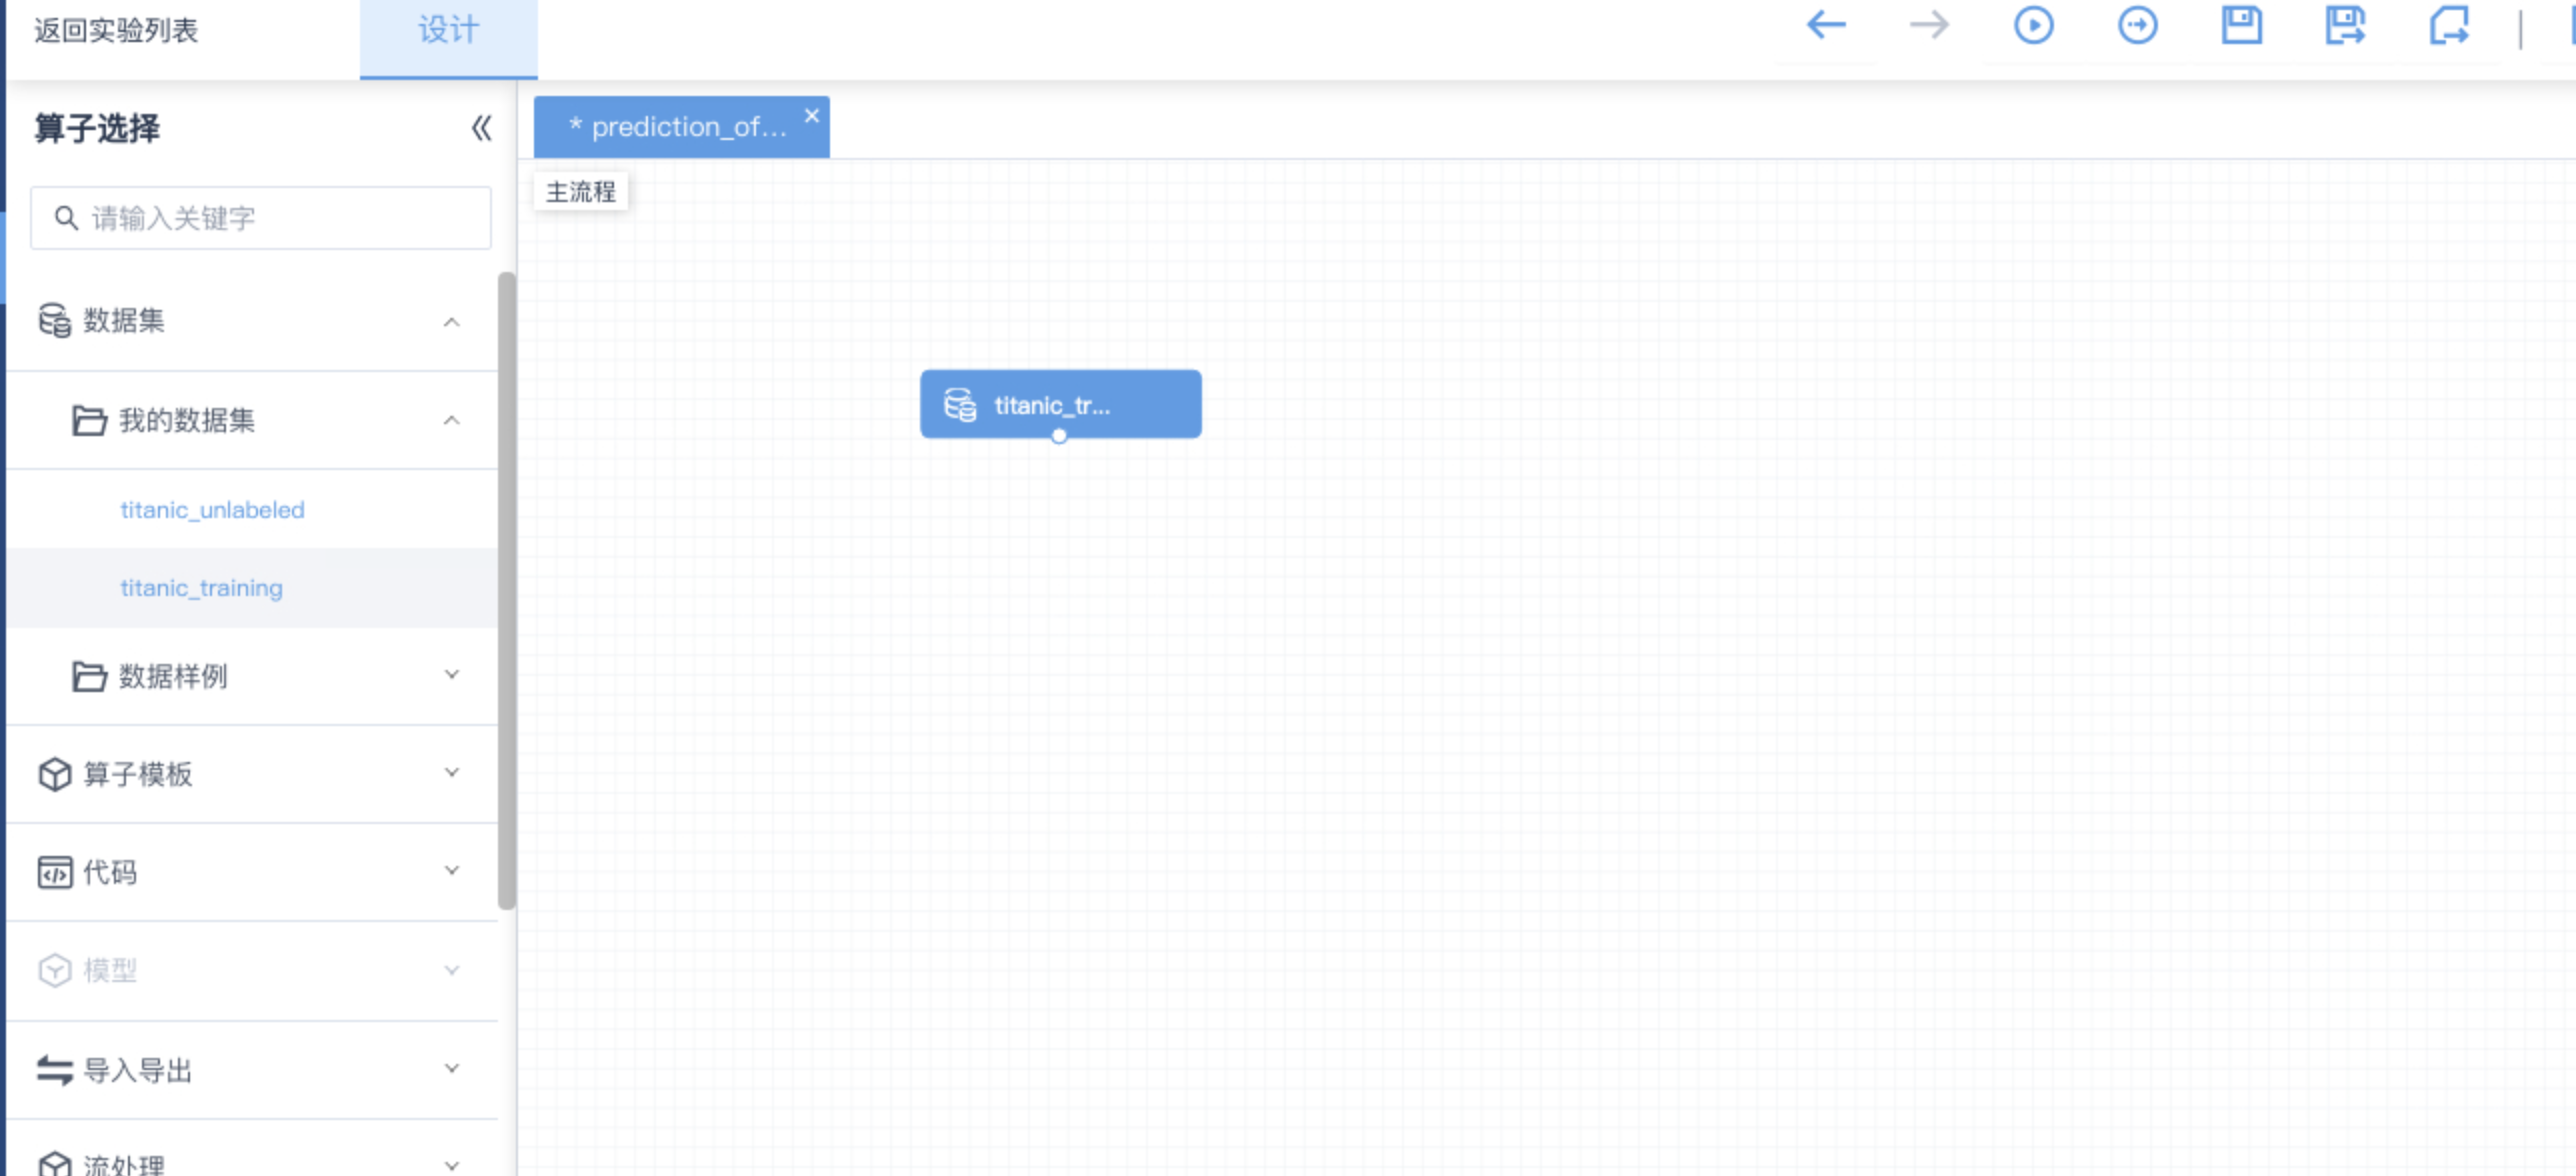 返回实验列表
设计
算子选择
* prediction_of...
主流程
请输入关键字
数据集
我的数据集
titanic_tr...
titanic_unlabeled
titanic_training
数据样例
算子模板
代码
模型
导入导出
流处理